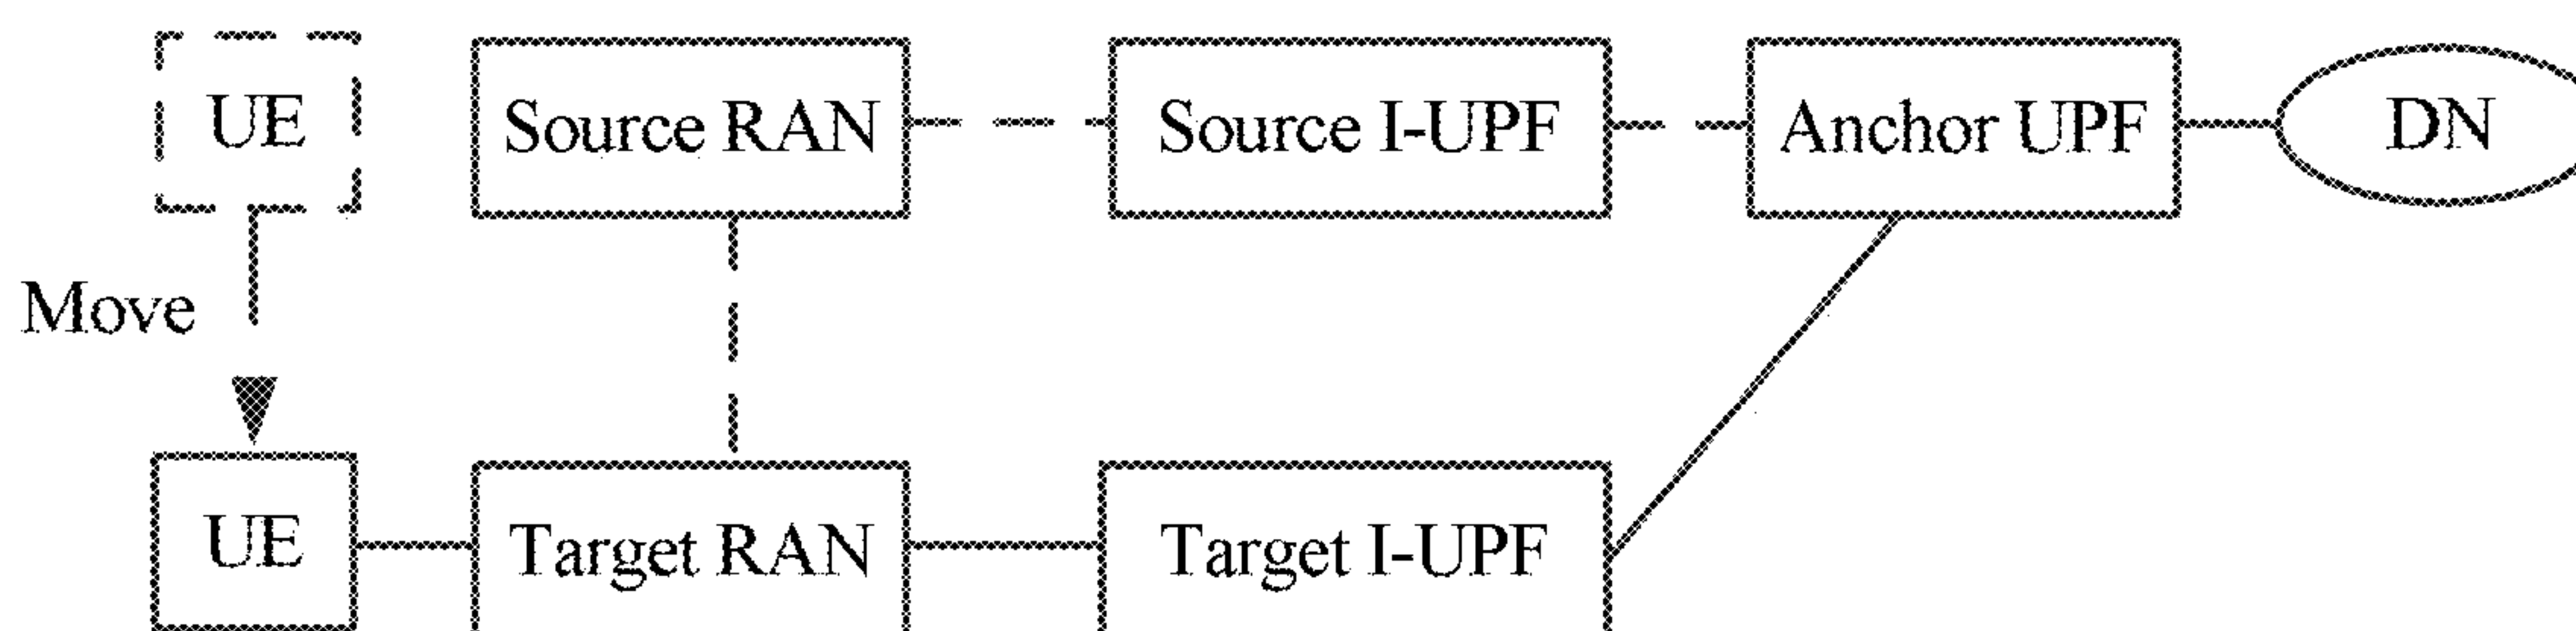 UE
Source RAN
Source I-UPF
Anchor UPF
DN
Move
UE
Target RAN
Target I-UPF